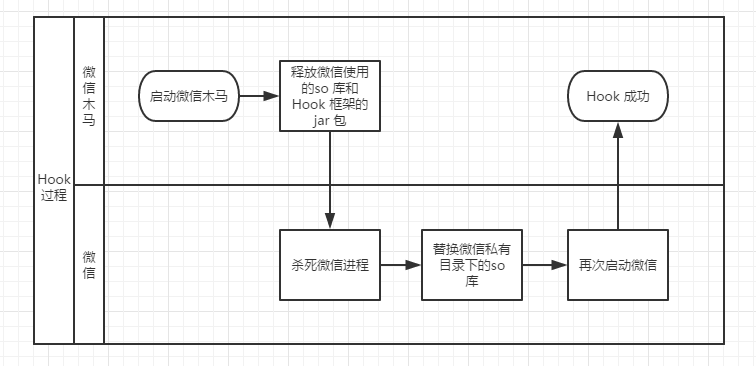 Hook
过程
微
信
木
马
启动微信木马
释放微信使用
的so 库和
Hook 框架的
jar 包
Hook 成功
微
信
杀死微信进程
替换微信私有
目录下的so
库
再次启动微信